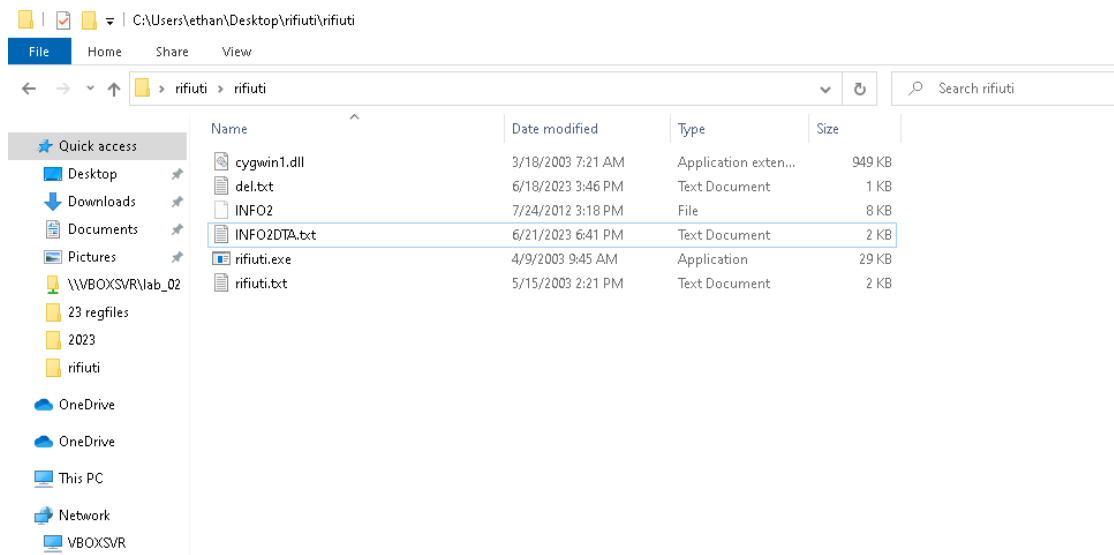 C:\Users\ethan\Desktop\rifiuti\rifiuti
File Home Share View
rifiuti > rifiuti
Search rifiuti
Name Date modified Type Size
Quick access
Desktop
Downloads
Documents
Pictures
\\VBOXSVR\lab_02
23 regfiles
2023
rifiuti
OneDrive
OneDrive
This PC
Network
VBOXSVR
cygwin1.dll 3/18/2003 7:21 AM Application exten... 949 KB
del.txt 6/18/2023 3:46 PM Text Document 1 KB
INFO2 7/24/2012 3:18 PM File 8 KB
INFO2DTA.txt 6/21/2023 6:41 PM Text Document 2 KB
rifiuti.exe 4/9/2003 9:45 AM Application 29 KB
rifiuti.txt 5/15/2003 2:21 PM Text Document 2 KB